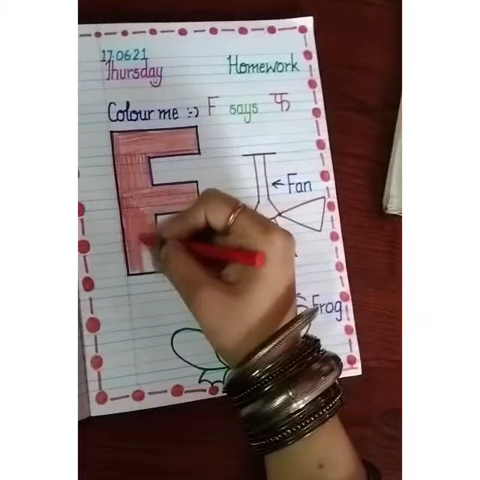 17.06.21
Thursday Homework
Colour me :-) F says फ
F
Fan
Frog